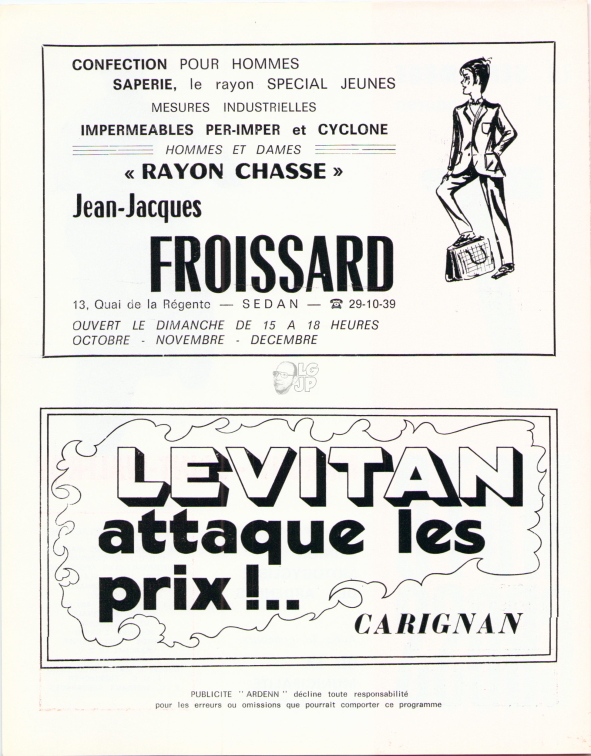 CONFECTION POUR HOMMES
SAPERIE, le rayon SPECIAL JEUNES
MESURES INDUSTRIELLES
IMPERMEABLES PER-IMPER et CYCLONE
HOMMES ET DAMES
« RAYON CHASSE »
Jean-Jacques
FROISSARD
13, Quai de la Régente — SEDAN — ☎ 29-10-39
OUVERT LE DIMANCHE DE 15 A 18 HEURES
OCTOBRE - NOVEMBRE - DECEMBRE
LG
JP
LEVITAN
attaque les
prix !..
CARIGNAN
PUBLICITE " ARDENN " décline toute responsabilité
pour les erreurs ou omissions que pourrait comporter ce programme